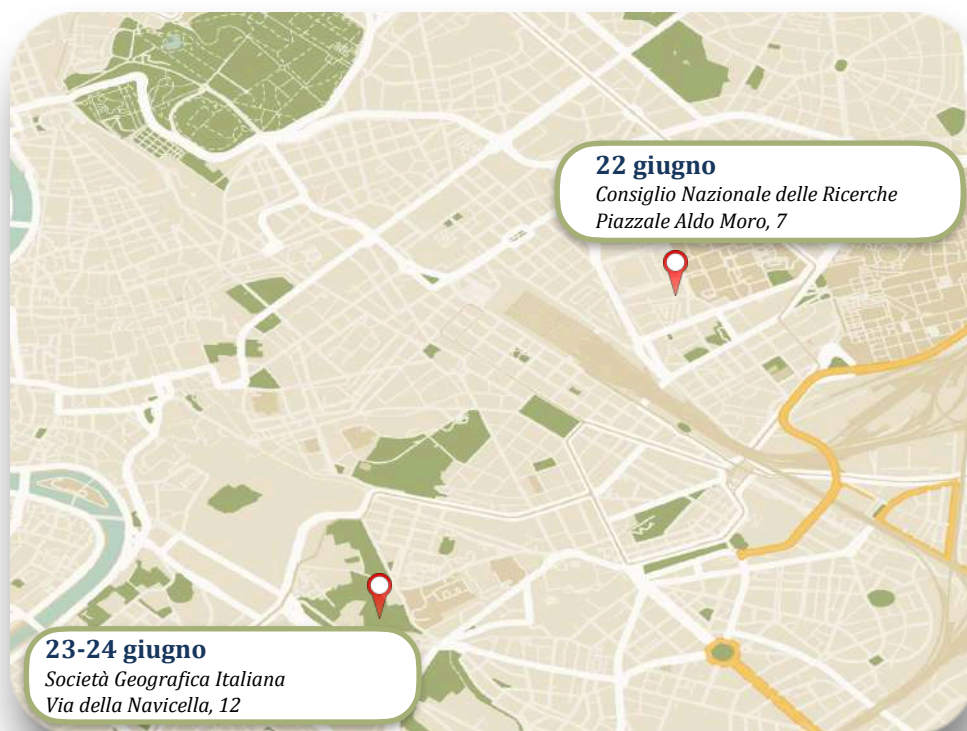 22 giugno
Consiglio Nazionale delle Ricerche
Piazzale Aldo Moro, 7
23-24 giugno
Società Geografica Italiana
Via della Navicella, 12